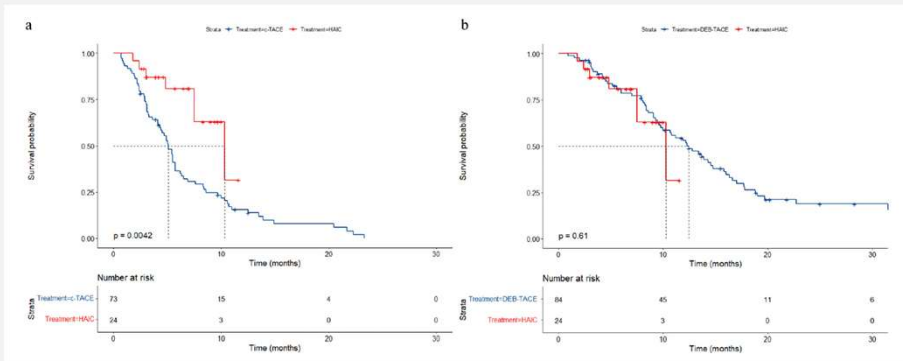 a
Strata Treatment=c-TACE Treatment=HAIC
1.00
0.75
0.50
0.25
0.00
Survival probability
p = 0.0042
0 10 20 30
Time (months)
Number at risk
Strata
Treatment=c-TACE 73 15 4 0
Treatment=HAIC 24 3 0 0
0 10 20 30
Time (months)
b
Strata Treatment=DEB-TACE Treatment=HAIC
1.00
0.75
0.50
0.25
0.00
Survival probability
p = 0.61
0 10 20 30
Time (months)
Number at risk
Strata
Treatment=DEB-TACE 84 45 11 6
Treatment=HAIC 24 3 0 0
0 10 20 30
Time (months)